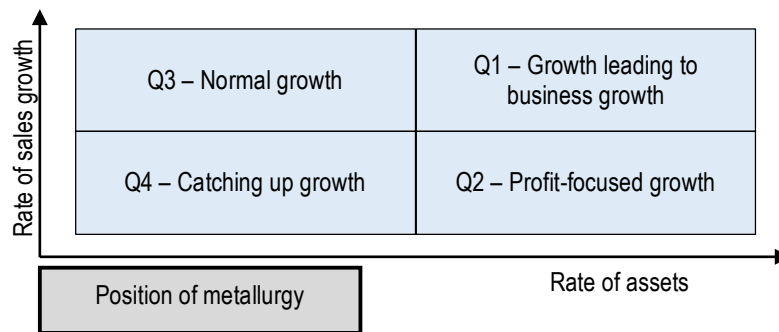 Rate of sales growth
Q3 – Normal growth
Q1 – Growth leading to
business growth
Q4 – Catching up growth
Q2 – Profit-focused growth
Position of metallurgy
Rate of assets